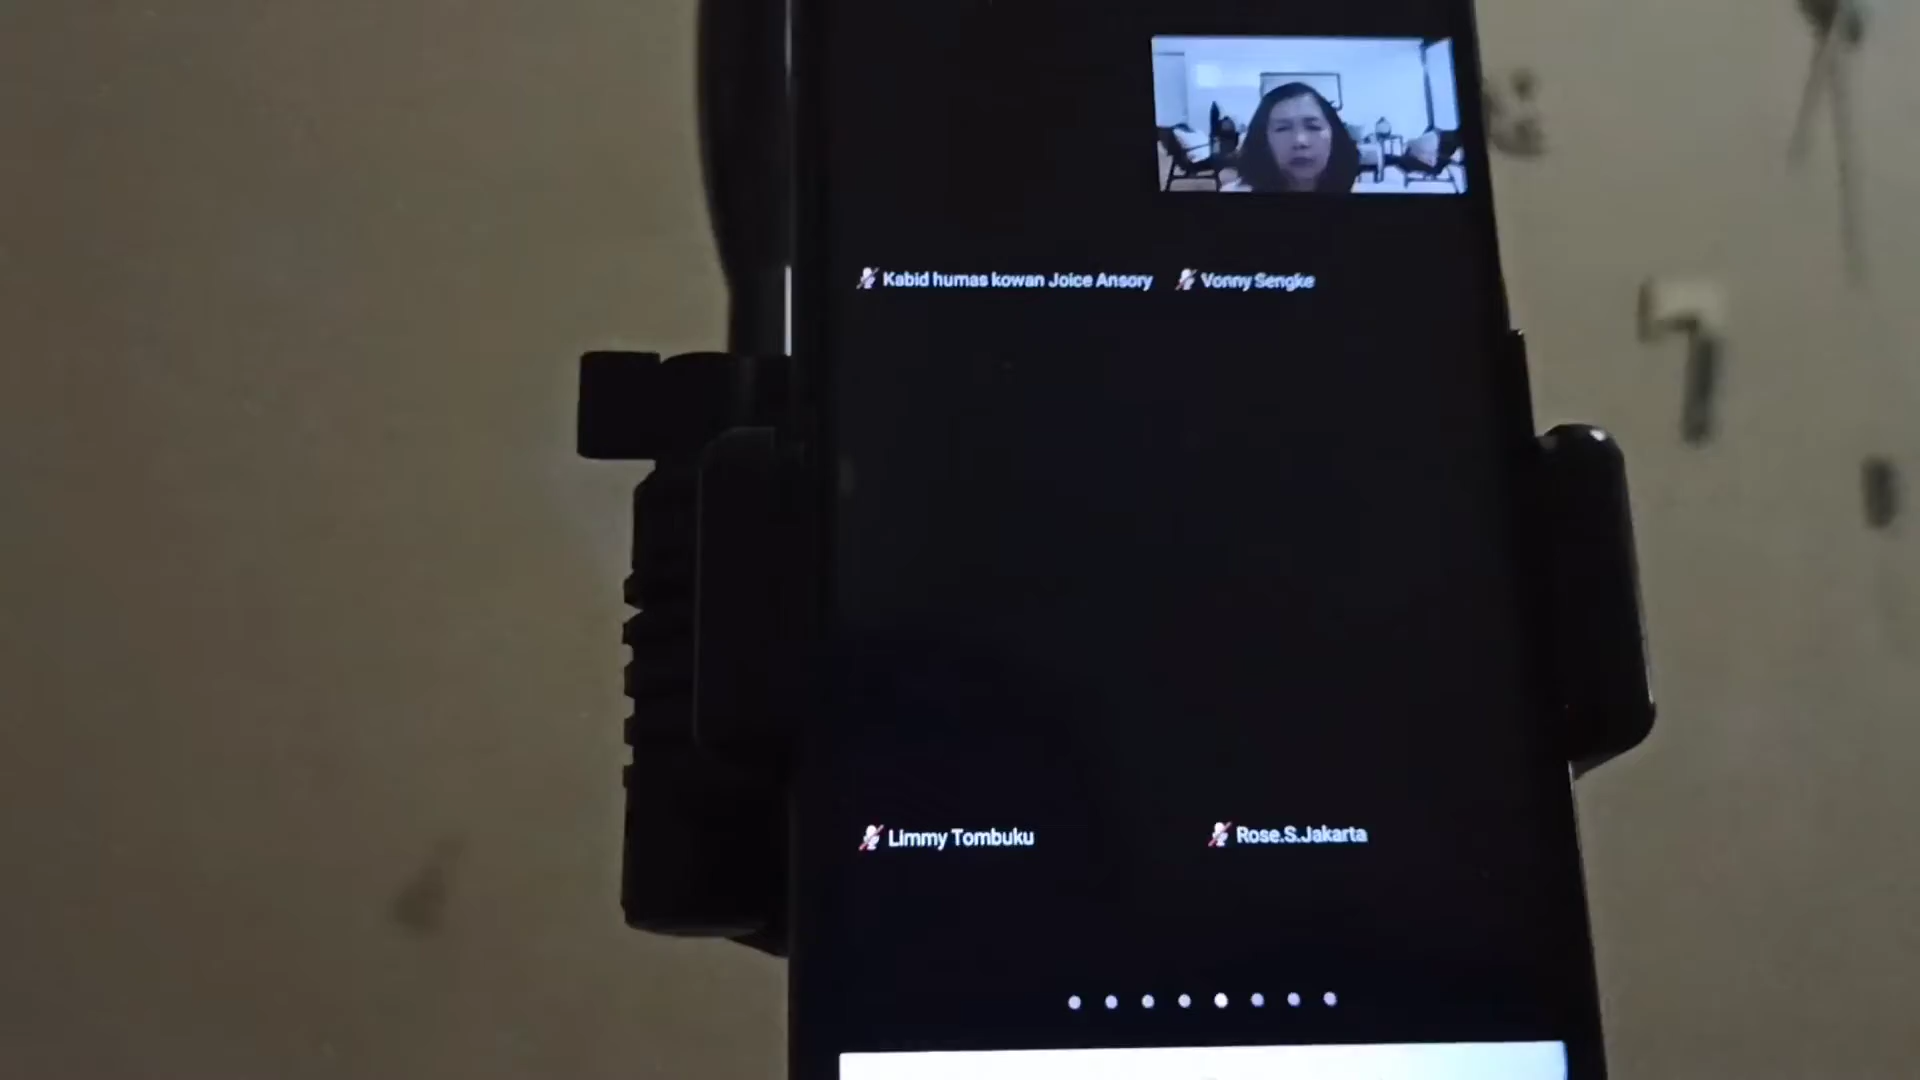 Kabid humas kowan Joice Ansory
Vonny Sengke
Limmy Tombuku
Rose.S.Jakarta